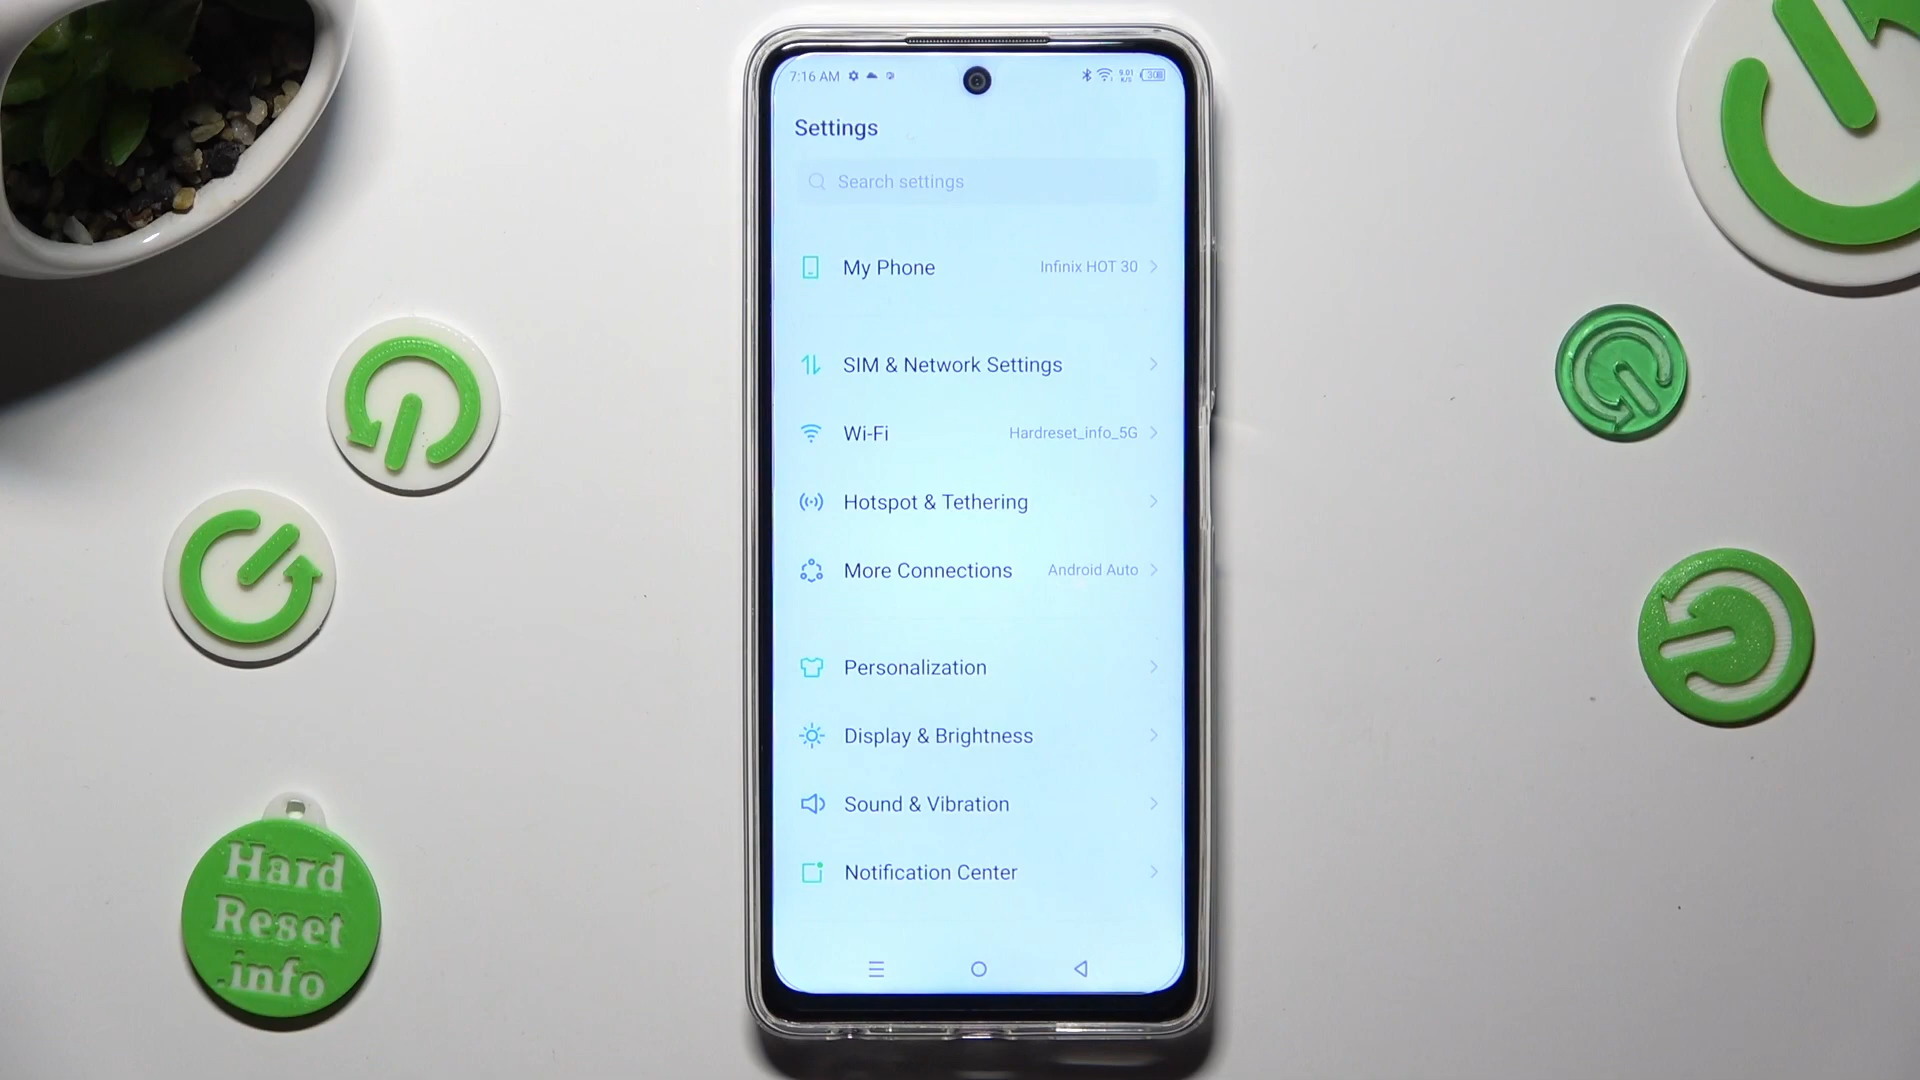 7:16 AM
Settings
Search settings
My Phone
Infinix HOT 30
SIM & Network Settings
Wi-Fi
Hardreset_info_5G
Hotspot & Tethering
More Connections
Android Auto
Personalization
Display & Brightness
Sound & Vibration
Notification Center
Hard
Reset
.info